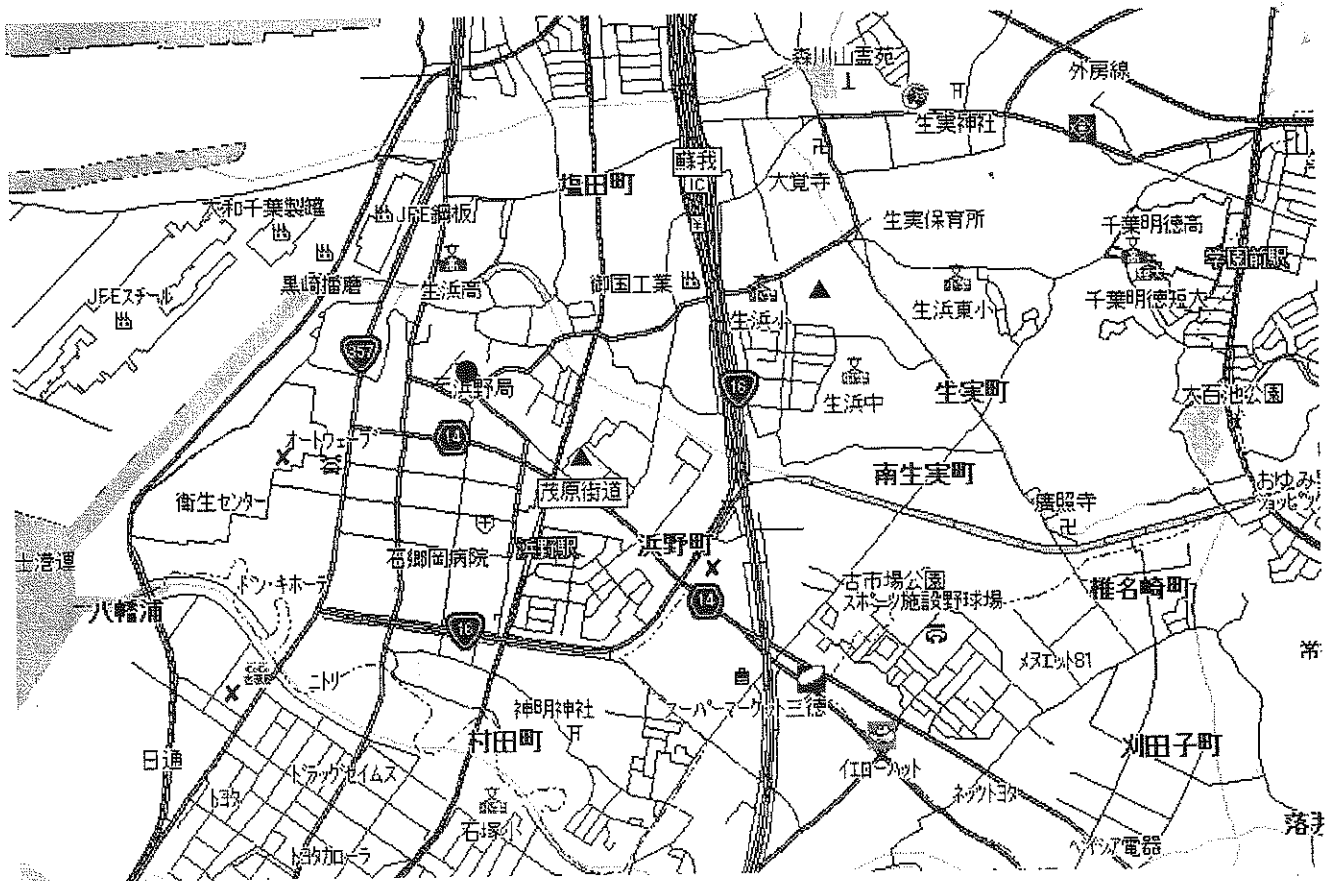 森川山霊苑
外房線
生実神社
蘇我
IC
大覚寺
塩田町
大和千葉製罐
JFE鋼板
生実保育所
千葉明徳高
学園前駅
黒崎播磨
生浜高
御国工業
生浜小
生浜東小
千葉明徳短大
JFEスチール
357
浜野局
16
生浜中
生実町
大百池公園
オートウェーブ
14
南生実町
茂原街道
衛生センター
廣照寺
おゆみ野
ショッピン
石郷岡病院
浜野駅
浜野町
古市場公園
スポーツ施設野球場
椎名崎町
ドン・キホーテ
八幡浦
14
16
メヌエット81
ニトリ
神明神社
スーパーマーケット三徳
村田町
刈田子町
日通
ドラッグセイムズ
イエローハット
トヨタ
ネッツトヨタ
石塚小
トヨタカローラ
ベイシア電器